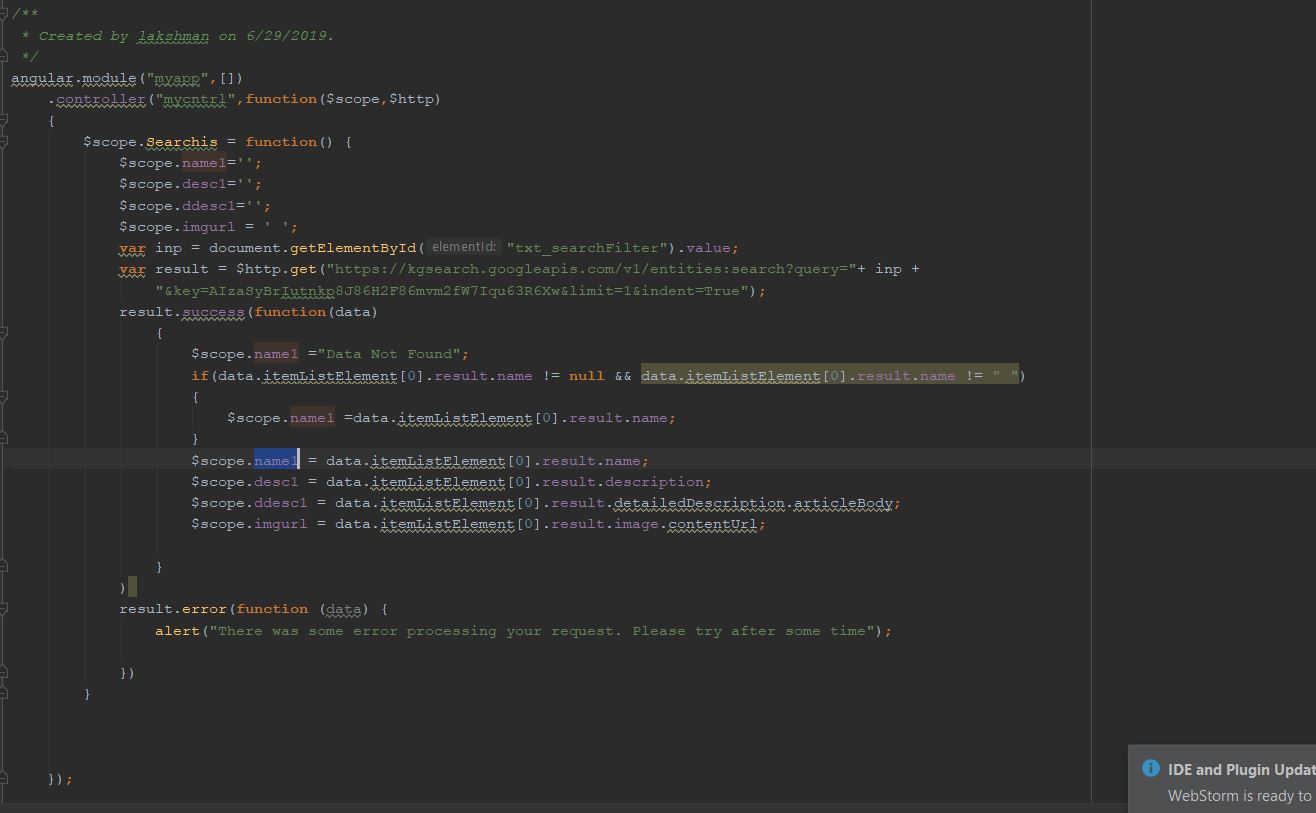 /**
 * Created by lakshman on 6/29/2019.
 */
angular.module("myapp",[])
    .controller("mycntrl",function($scope,$http)
    {
        $scope.Searchis = function() {
            $scope.name1='';
            $scope.desc1='';
            $scope.ddesc1='';
            $scope.imgurl = ' ';
            var inp = document.getElementById( elementId: "txt_searchFilter").value;
            var result = $http.get("https://kgsearch.googleapis.com/v1/entities:search?query="+ inp +
                "&key=AIzaSyBrIutnkp8J86H2F86mvm2fW7Iqu63R6Xw&limit=1&indent=True");
            result.success(function(data)
                {
                    $scope.name1 ="Data Not Found";
                    if(data.itemListElement[0].result.name != null && data.itemListElement[0].result.name != " ")
                    {
                        $scope.name1 =data.itemListElement[0].result.name;
                    }
                    $scope.name1 = data.itemListElement[0].result.name;
                    $scope.desc1 = data.itemListElement[0].result.description;
                    $scope.ddesc1 = data.itemListElement[0].result.detailedDescription.articleBody;
                    $scope.imgurl = data.itemListElement[0].result.image.contentUrl;
                }
            )
            result.error(function (data) {
                alert("There was some error processing your request. Please try after some time");
            })
        }
    });
IDE and Plugin Updat
WebStorm is ready to